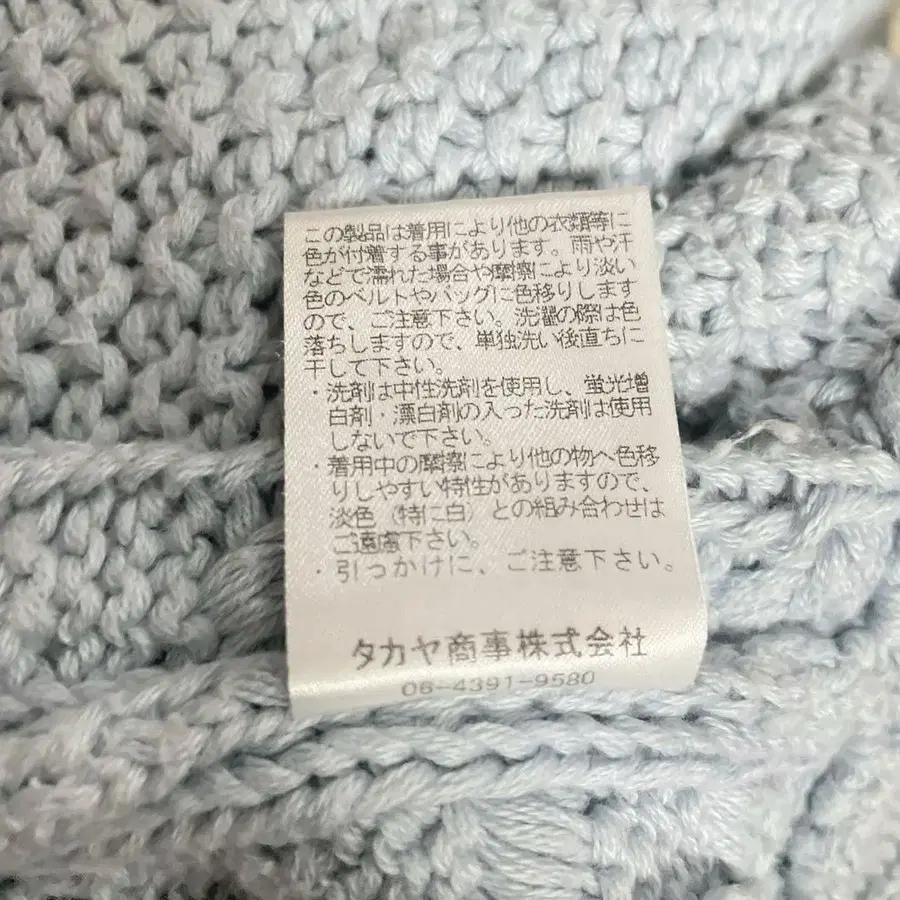 この製品は着用により他の衣類等に
色が付着する事があります。雨や汗
などで濡れた場合や摩擦により淡い
色のベルトやバッグに色移りします
ので、ご注意下さい。洗濯の際は色
落ちしますので、単独洗い後直ちに
干して下さい。
・洗剤は中性洗剤を使用し、蛍光増
白剤・漂白剤の入った洗剤は使用
しないで下さい。
・着用中の摩擦により他の物へ色移
りしやすい特性がありますので、
淡色（特に白）との組み合わせは
ご遠慮下さい。
・引っかけに、ご注意下さい。
タカヤ商事株式会社
06-4391-9580